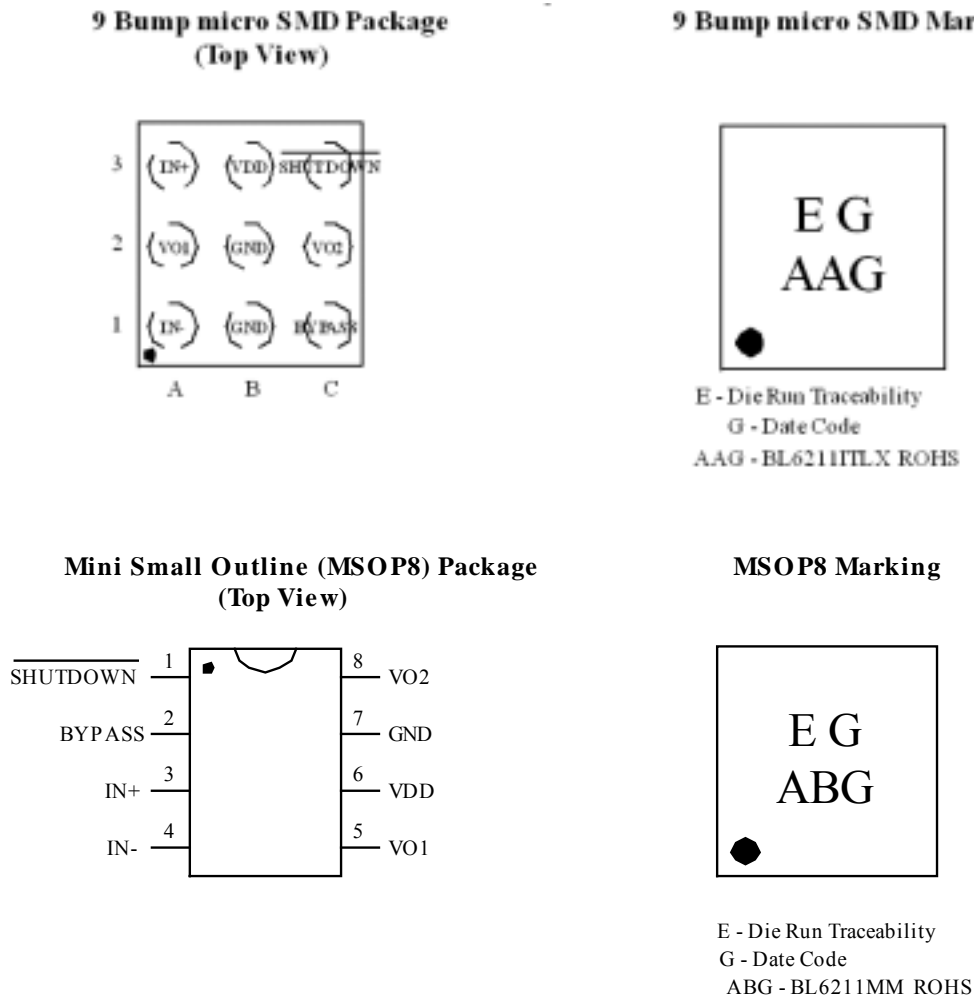 9 Bump micro SMD Package
(Top View)
3 IN+ VDD SHUTDOWN
2 VO1 GND VO2
1 IN- GND BYPASS
A B C
9 Bump micro SMD Mar
E G
AAG
E - Die Run Traceability
G - Date Code
AAG - BL6211ITLX ROHS
Mini Small Outline (MSOP8) Package
(Top View)
SHUTDOWN 1 8 VO2
BYPASS 2 7 GND
IN+ 3 6 VDD
IN- 4 5 VO1
MSOP8 Marking
E G
ABG
E - Die Run Traceability
G - Date Code
ABG - BL6211MM ROHS